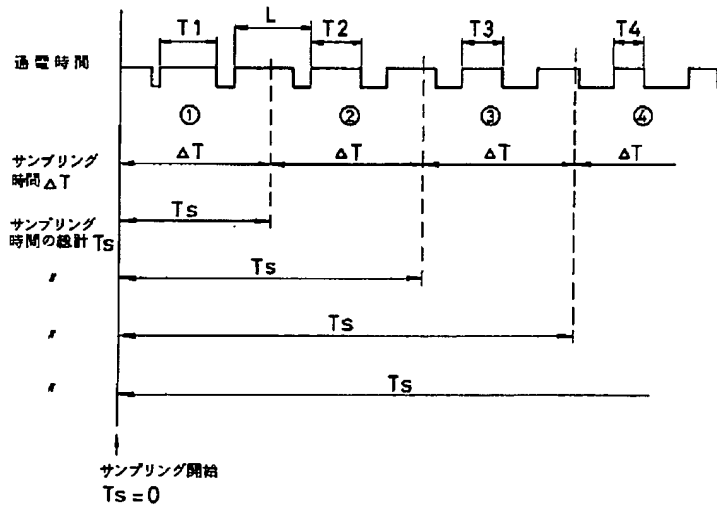 T1 L T2 T3 T4
通電時間
① ② ③ ④
ΔT ΔT ΔT ΔT
サンプリング
時間ΔT
Ts
サンプリング
時間の総計Ts
Ts
〃
Ts
〃
Ts
〃
サンプリング開始
Ts=0